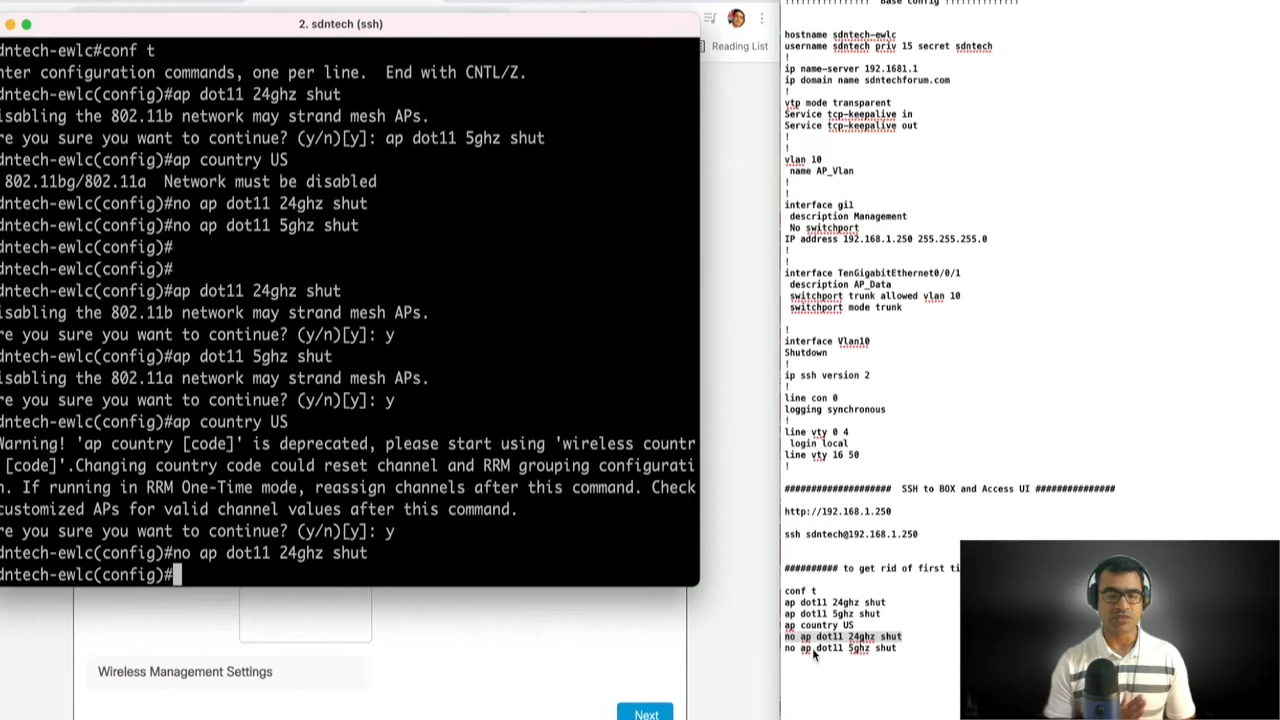 2. sdntech (ssh)
dntech-ewlc#conf t
nter configuration commands, one per line.  End with CNTL/Z.
dntech-ewlc(config)#ap dot11 24ghz shut
isabling the 802.11b network may strand mesh APs.
re you sure you want to continue? (y/n)[y]: ap dot11 5ghz shut
dntech-ewlc(config)#ap country US
802.11bg/802.11a  Network must be disabled
dntech-ewlc(config)#no ap dot11 24ghz shut
dntech-ewlc(config)#no ap dot11 5ghz shut
dntech-ewlc(config)#
dntech-ewlc(config)#
dntech-ewlc(config)#ap dot11 24ghz shut
isabling the 802.11b network may strand mesh APs.
re you sure you want to continue? (y/n)[y]: y
dntech-ewlc(config)#ap dot11 5ghz shut
isabling the 802.11a network may strand mesh APs.
re you sure you want to continue? (y/n)[y]: y
dntech-ewlc(config)#ap country US
Warning! 'ap country [code]' is deprecated, please start using 'wireless countr
[code]'.Changing country code could reset channel and RRM grouping configurati
n. If running in RRM One-Time mode, reassign channels after this command. Check
customized APs for valid channel values after this command.
re you sure you want to continue? (y/n)[y]: y
dntech-ewlc(config)#no ap dot11 24ghz shut
dntech-ewlc(config)#
Reading List
Wireless Management Settings
Next
!!!!!!!!!!!!!!!! Base Config !!!!!!!!!!!!!!
hostname sdntech-ewlc
username sdntech priv 15 secret sdntech
!
ip name-server 192.1681.1
ip domain name sdntechforum.com
!
vtp mode transparent
Service tcp-keepalive in
Service tcp-keepalive out
!
!
vlan 10
name AP_Vlan
!
!
interface gi1
description Management
No switchport
IP address 192.168.1.250 255.255.255.0
!
!
interface TenGigabitEthernet0/0/1
description AP_Data
switchport trunk allowed vlan 10
switchport mode trunk
!
interface Vlan10
Shutdown
!
ip ssh version 2
!
line con 0
logging synchronous
!
line vty 0 4
login local
line vty 16 50
!
#################### SSH to BOX and Access UI ###############
http://192.168.1.250
ssh sdntech@192.168.1.250
########## to get rid of first ti
conf t
ap dot11 24ghz shut
ap dot11 5ghz shut
ap country US
no ap dot11 24ghz shut
no ap dot11 5ghz shut